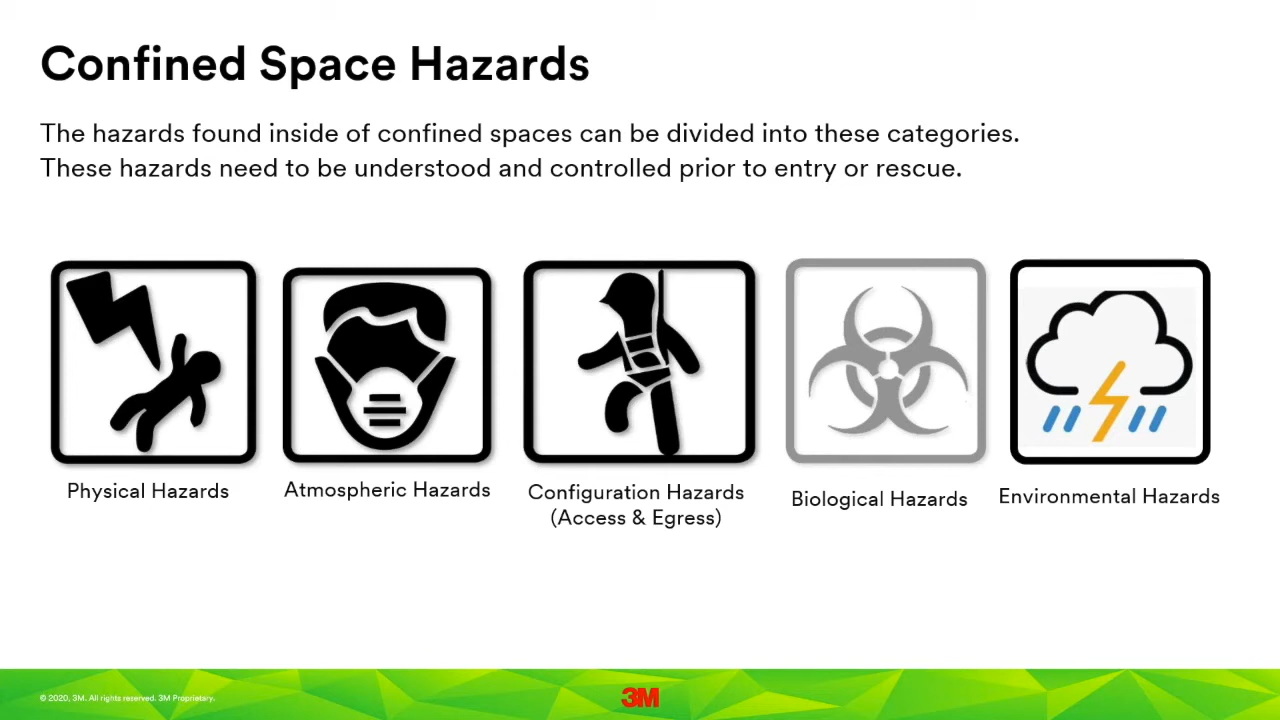 Confined Space Hazards
The hazards found inside of confined spaces can be divided into these categories.
These hazards need to be understood and controlled prior to entry or rescue.
Physical Hazards
Atmospheric Hazards
Configuration Hazards
(Access & Egress)
Biological Hazards
Environmental Hazards
© 2020, 3M. All rights reserved. 3M Proprietary.
3M